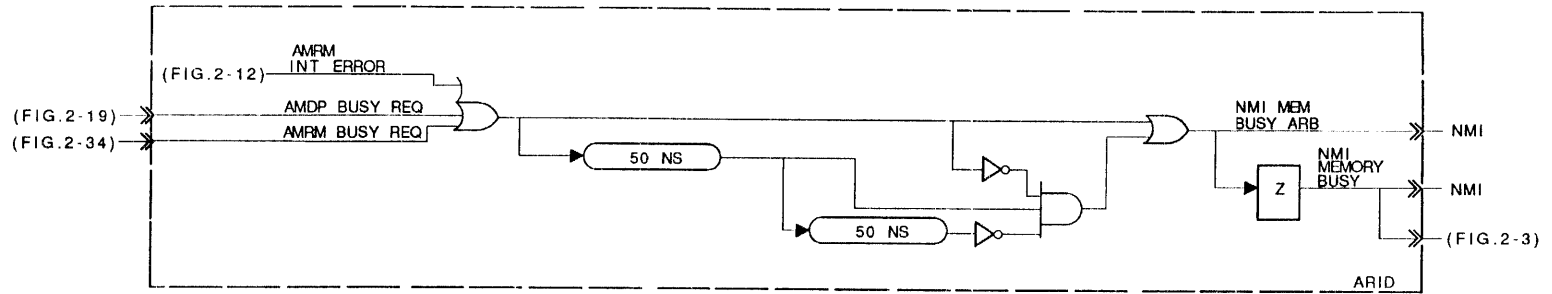 AMRM
INT ERROR
(FIG.2-12)
(FIG.2-19)
AMDP BUSY REQ
(FIG.2-34)
AMRM BUSY REQ
50 NS
50 NS
NMI MEM
BUSY ARB
NMI
NMI
MEMORY
BUSY
Z
NMI
(FIG.2-3)
ARID